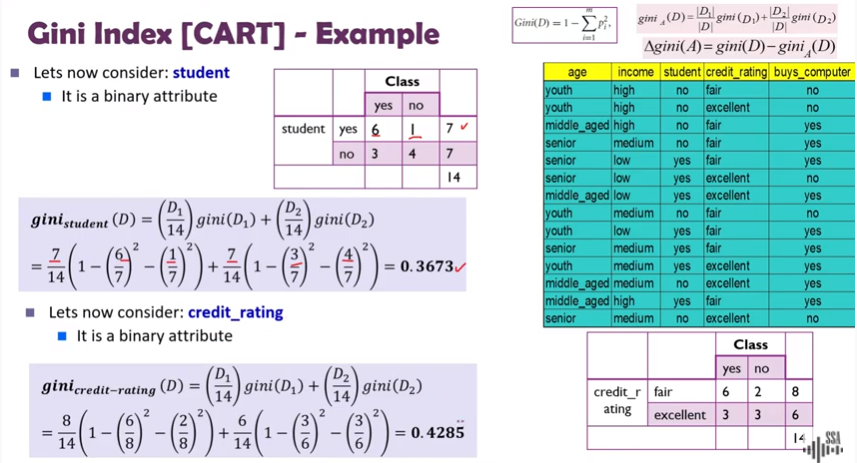 Gini Index [CART] - Example
Gini(D) = 1 − ∑ᵢ₌₁ᵐ pᵢ²,
gini_A(D) = |D₁|/|D| gini(D₁) + |D₂|/|D| gini(D₂)
Δgini(A) = gini(D) − gini_A(D)
Lets now consider: student
It is a binary attribute
Class
yes no
student yes 6 1 7 ✓
no 3 4 7
14
gini_student (D) = (D₁/14) gini(D₁) + (D₂/14) gini(D₂)
= 7/14 (1 − (6/7)² − (1/7)²) + 7/14 (1 − (3/7)² − (4/7)²) = 0.3673 ✓
Lets now consider: credit_rating
It is a binary attribute
gini_credit−rating (D) = (D₁/14) gini(D₁) + (D₂/14) gini(D₂)
= 8/14 (1 − (6/8)² − (2/8)²) + 6/14 (1 − (3/6)² − (3/6)²) = 0.4285
age income student credit_rating buys_computer
youth high no fair no
youth high no excellent no
middle_aged high no fair yes
senior medium no fair yes
senior low yes fair yes
senior low yes excellent no
middle_aged low yes excellent yes
youth medium no fair no
youth low yes fair yes
senior medium yes fair yes
youth medium yes excellent yes
middle_aged medium no excellent yes
middle_aged high yes fair yes
senior medium no excellent no
Class
yes no
credit_r
ating
fair 6 2 8
excellent 3 3 6
14
SSA